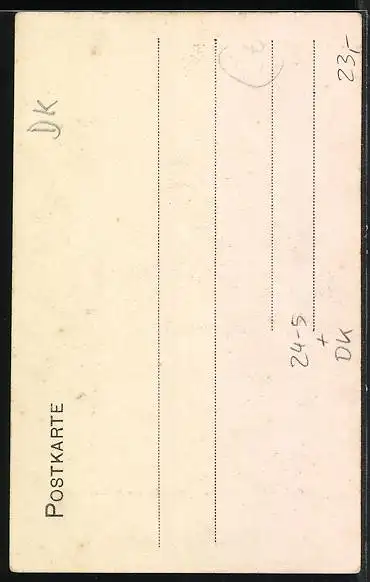 POSTKARTE
DK
23,-
24-5
+
DK